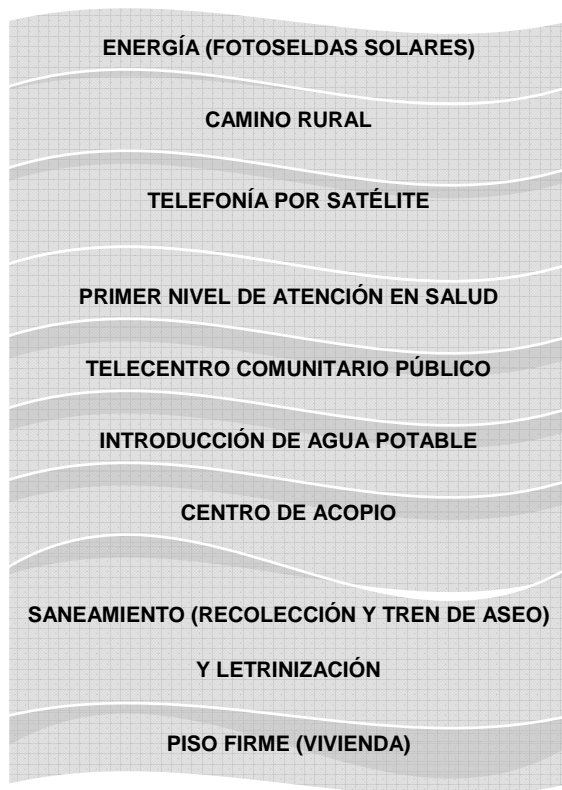 ENERGÍA (FOTOSELDAS SOLARES)
CAMINO RURAL
TELEFONÍA POR SATÉLITE
PRIMER NIVEL DE ATENCIÓN EN SALUD
TELECENTRO COMUNITARIO PÚBLICO
INTRODUCCIÓN DE AGUA POTABLE
CENTRO DE ACOPIO
SANEAMIENTO (RECOLECCIÓN Y TREN DE ASEO)
Y LETRINIZACIÓN
PISO FIRME (VIVIENDA)